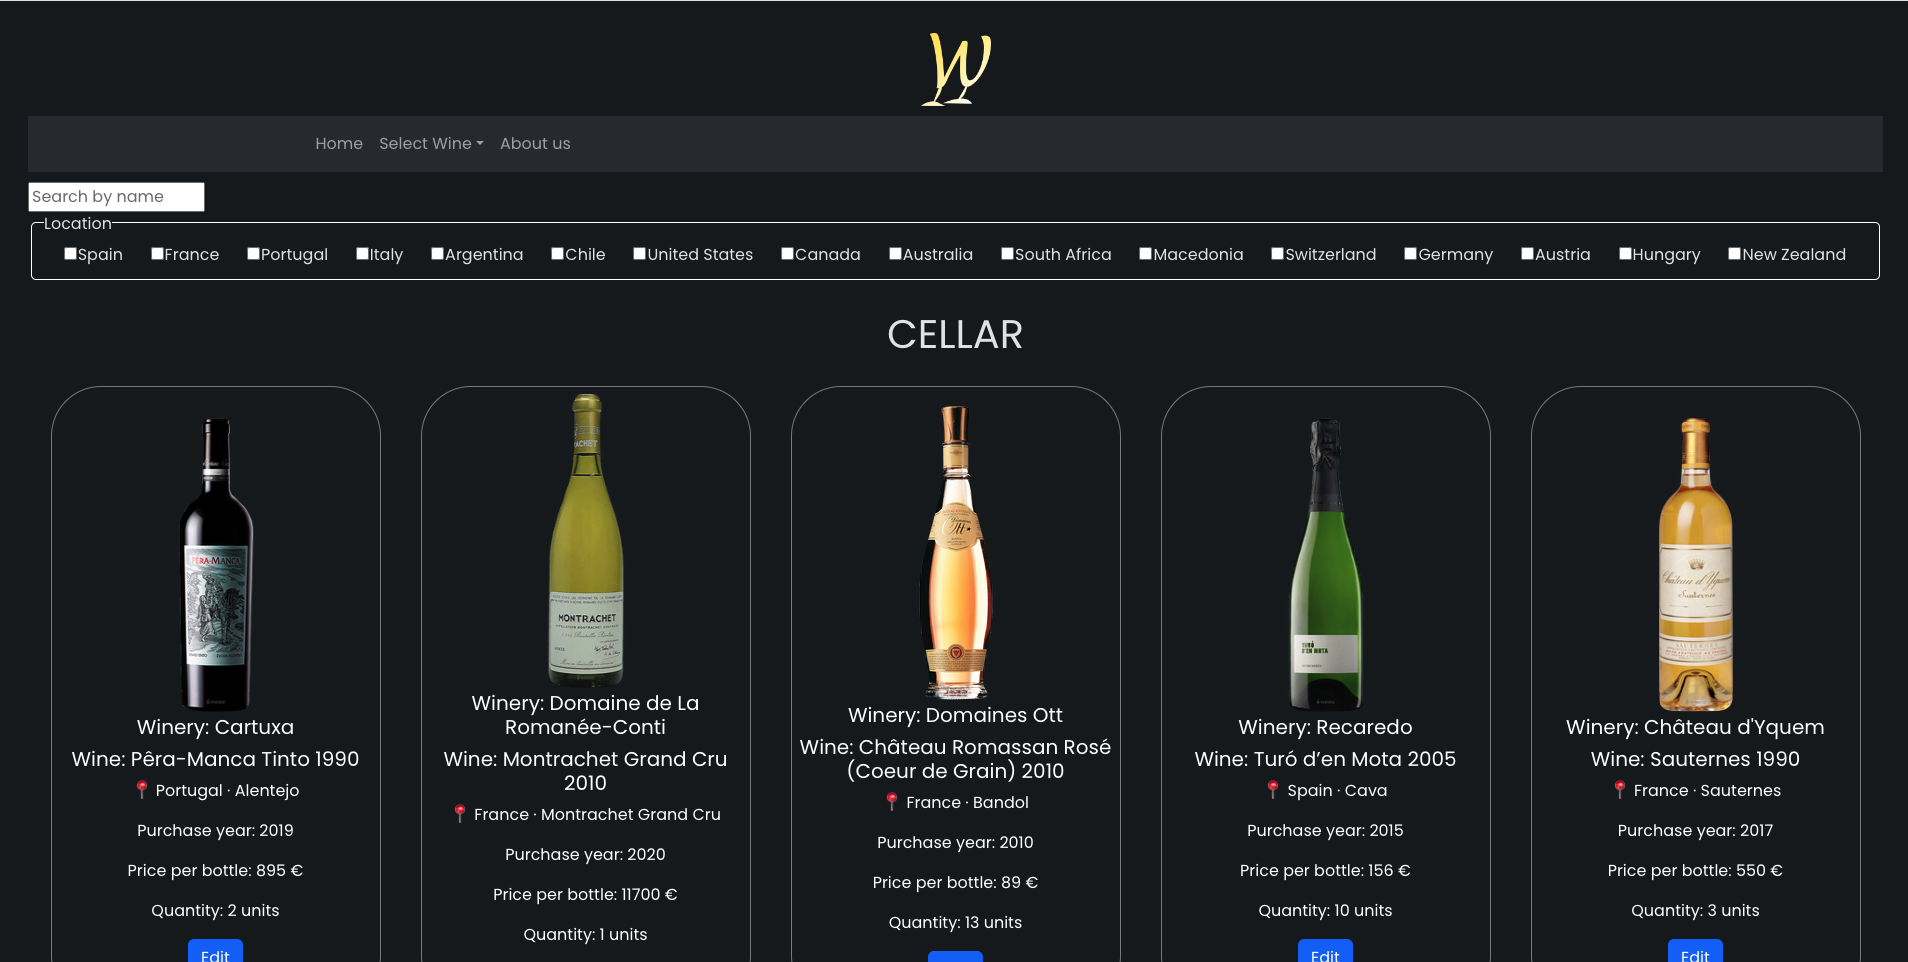 W
Home Select Wine About us
Search by name
Location
Spain France Portugal Italy Argentina Chile United States Canada Australia South Africa Macedonia Switzerland Germany Austria Hungary New Zealand
CELLAR
PÊRA-MANCA
Winery: Cartuxa
Wine: Pêra-Manca Tinto 1990
📍 Portugal · Alentejo
Purchase year: 2019
Price per bottle: 895 €
Quantity: 2 units
Edit
MONTRACHET
Winery: Domaine de La
Romanée-Conti
Wine: Montrachet Grand Cru
2010
📍 France · Montrachet Grand Cru
Purchase year: 2020
Price per bottle: 11700 €
Quantity: 1 units
Winery: Domaines Ott
Wine: Château Romassan Rosé
(Coeur de Grain) 2010
📍 France · Bandol
Purchase year: 2010
Price per bottle: 89 €
Quantity: 13 units
TURÓ
D'EN MOTA
Winery: Recaredo
Wine: Turó d’en Mota 2005
📍 Spain · Cava
Purchase year: 2015
Price per bottle: 156 €
Quantity: 10 units
Edit
Château d'Yquem
Sauternes
SAUTERNES
Winery: Château d'Yquem
Wine: Sauternes 1990
📍 France · Sauternes
Purchase year: 2017
Price per bottle: 550 €
Quantity: 3 units
Edit